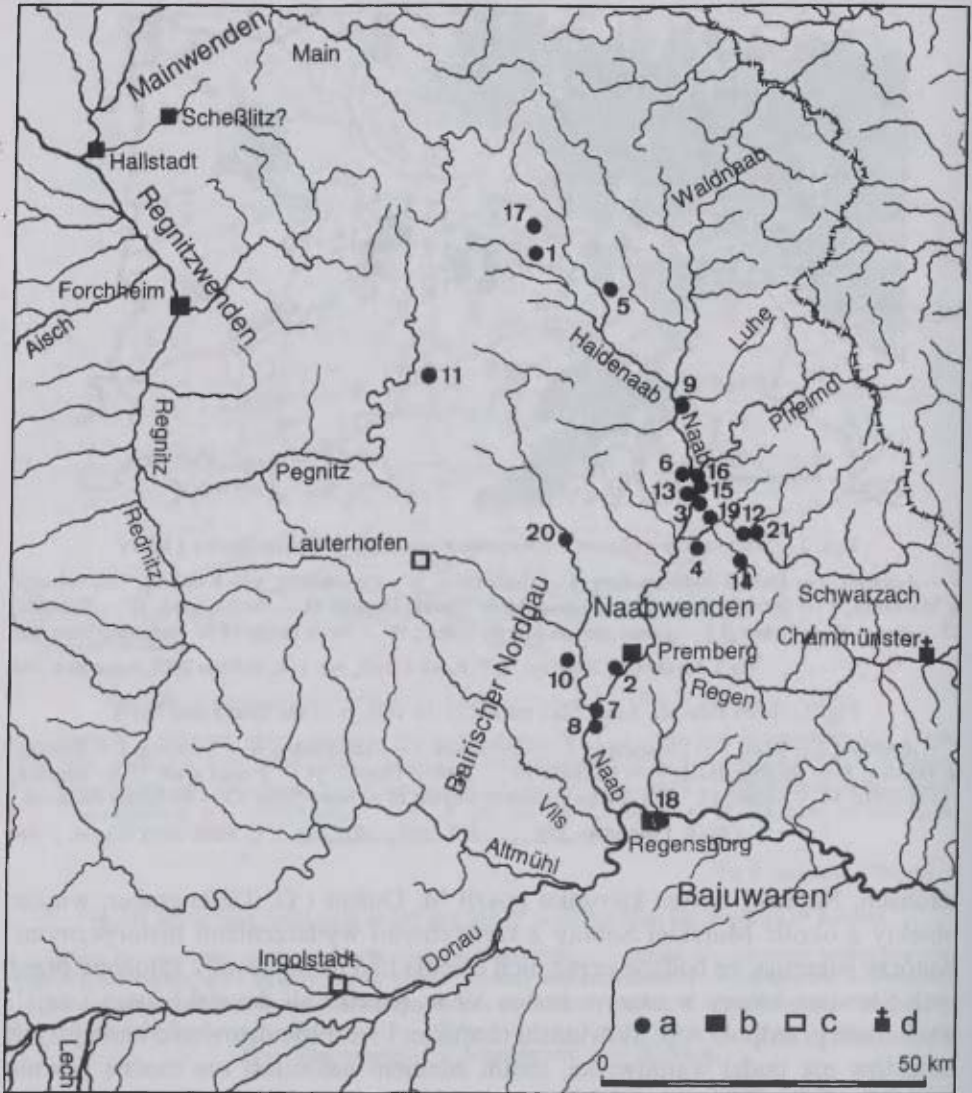 Mainwenden
Main
Scheßlitz?
Hallstadt
Waldnaab
Regnitzwenden
17
1
5
Forchheim
Aisch
Luhe
Haidenaab
11
9
Pfreimd
Naab
Regnitz
Pegnitz
6
16
13
15
3
19
12
21
Rednitz
Lauterhofen
20
4
14
Naabwenden
Schwarzach
Chammünster
Bairischer Nordgau
Premberg
10
2
Regen
7
8
Naab
Vils
18
Regensburg
Altmühl
Bajuwaren
Ingolstadt
Donau
a b c d
Lech
0 50 km